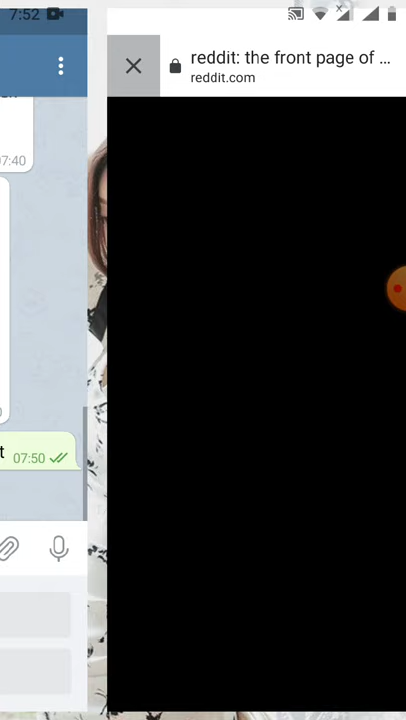 7:52
reddit: the front page of ...
reddit.com
07:40
t 07:50